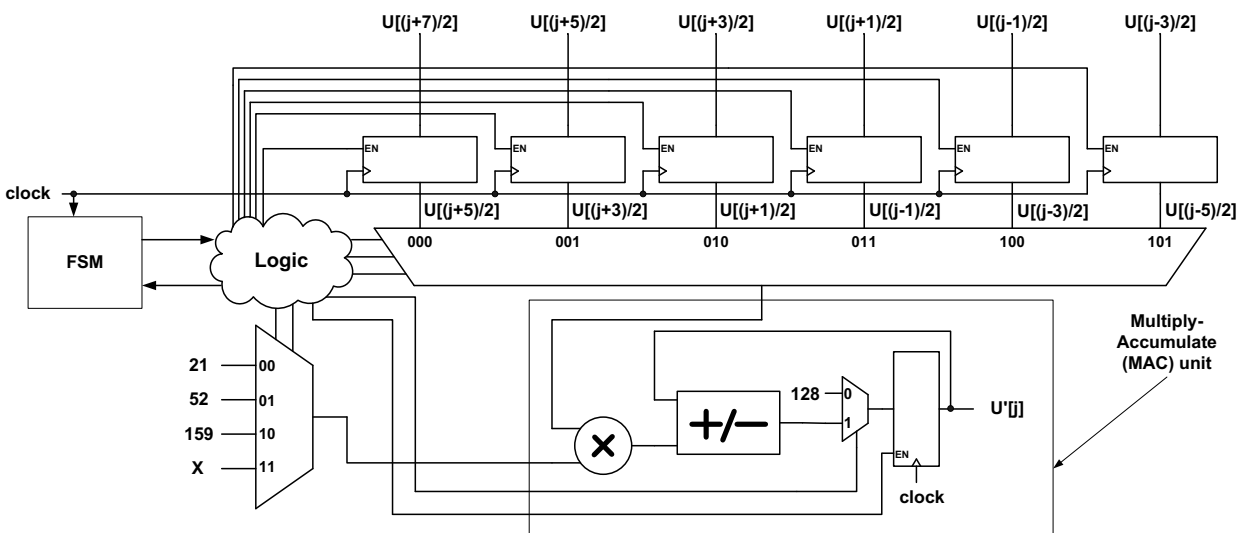 U[(j+7)/2] U[(j+5)/2] U[(j+3)/2] U[(j+1)/2] U[(j-1)/2] U[(j-3)/2]
EN EN EN EN EN EN
clock
U[(j+5)/2] U[(j+3)/2] U[(j+1)/2] U[(j-1)/2] U[(j-3)/2] U[(j-5)/2]
000 001 010 011 100 101
FSM
Logic
Multiply-
Accumulate
(MAC) unit
21 00
52 01
159 10
X 11
128 0
1
+/–
×
U'[j]
EN
clock